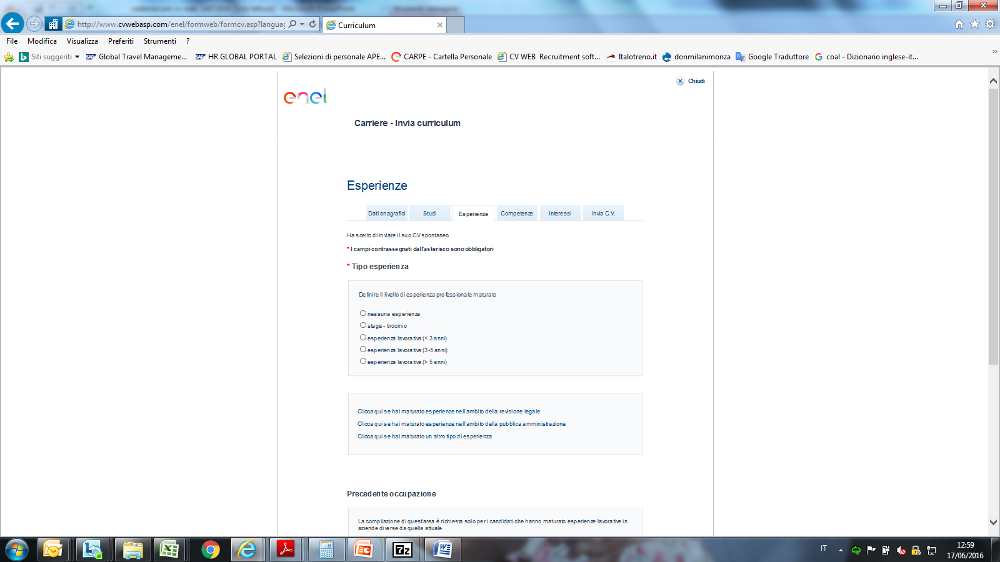 http://www.cvwebasp.com/enel/formweb/formcv.asp?languag
Curriculum
File Modifica Visualizza Preferiti Strumenti ?
Siti suggeriti Global Travel Manageme... HR GLOBAL PORTAL Selezioni di personale APE... CARPE - Cartella Personale CV WEB Recruitment soft... Italotreno.it donmilanimonza Google Traduttore coal - Dizionario inglese-it... »
Chiudi
enel
Carriere - Invia curriculum
Esperienze
Dati anagrafici Studi Esperienze Competenze Interessi Invia C.V.
Ha scelto di inviare il suo CV spontaneo
* I campi contrassegnati dall'asterisco sono obbligatori
* Tipo esperienza
Definire il livello di esperienza professionale maturato
nessuna esperienza
stage - tirocinio
esperienza lavorativa (< 3 anni)
esperienza lavorativa (3-5 anni)
esperienza lavorativa (> 5 anni)
Clicca qui se hai maturato esperienze nell'ambito della revisione legale
Clicca qui se hai maturato esperienze nell'ambito della pubblica amministrazione
Clicca qui se hai maturato un altro tipo di esperienza
Precedente occupazione
La compilazione di quest'area è richiesta solo per i candidati che hanno maturato esperienze lavorative in
aziende diverse da quella attuale
7z
IT
12:59
17/06/2016